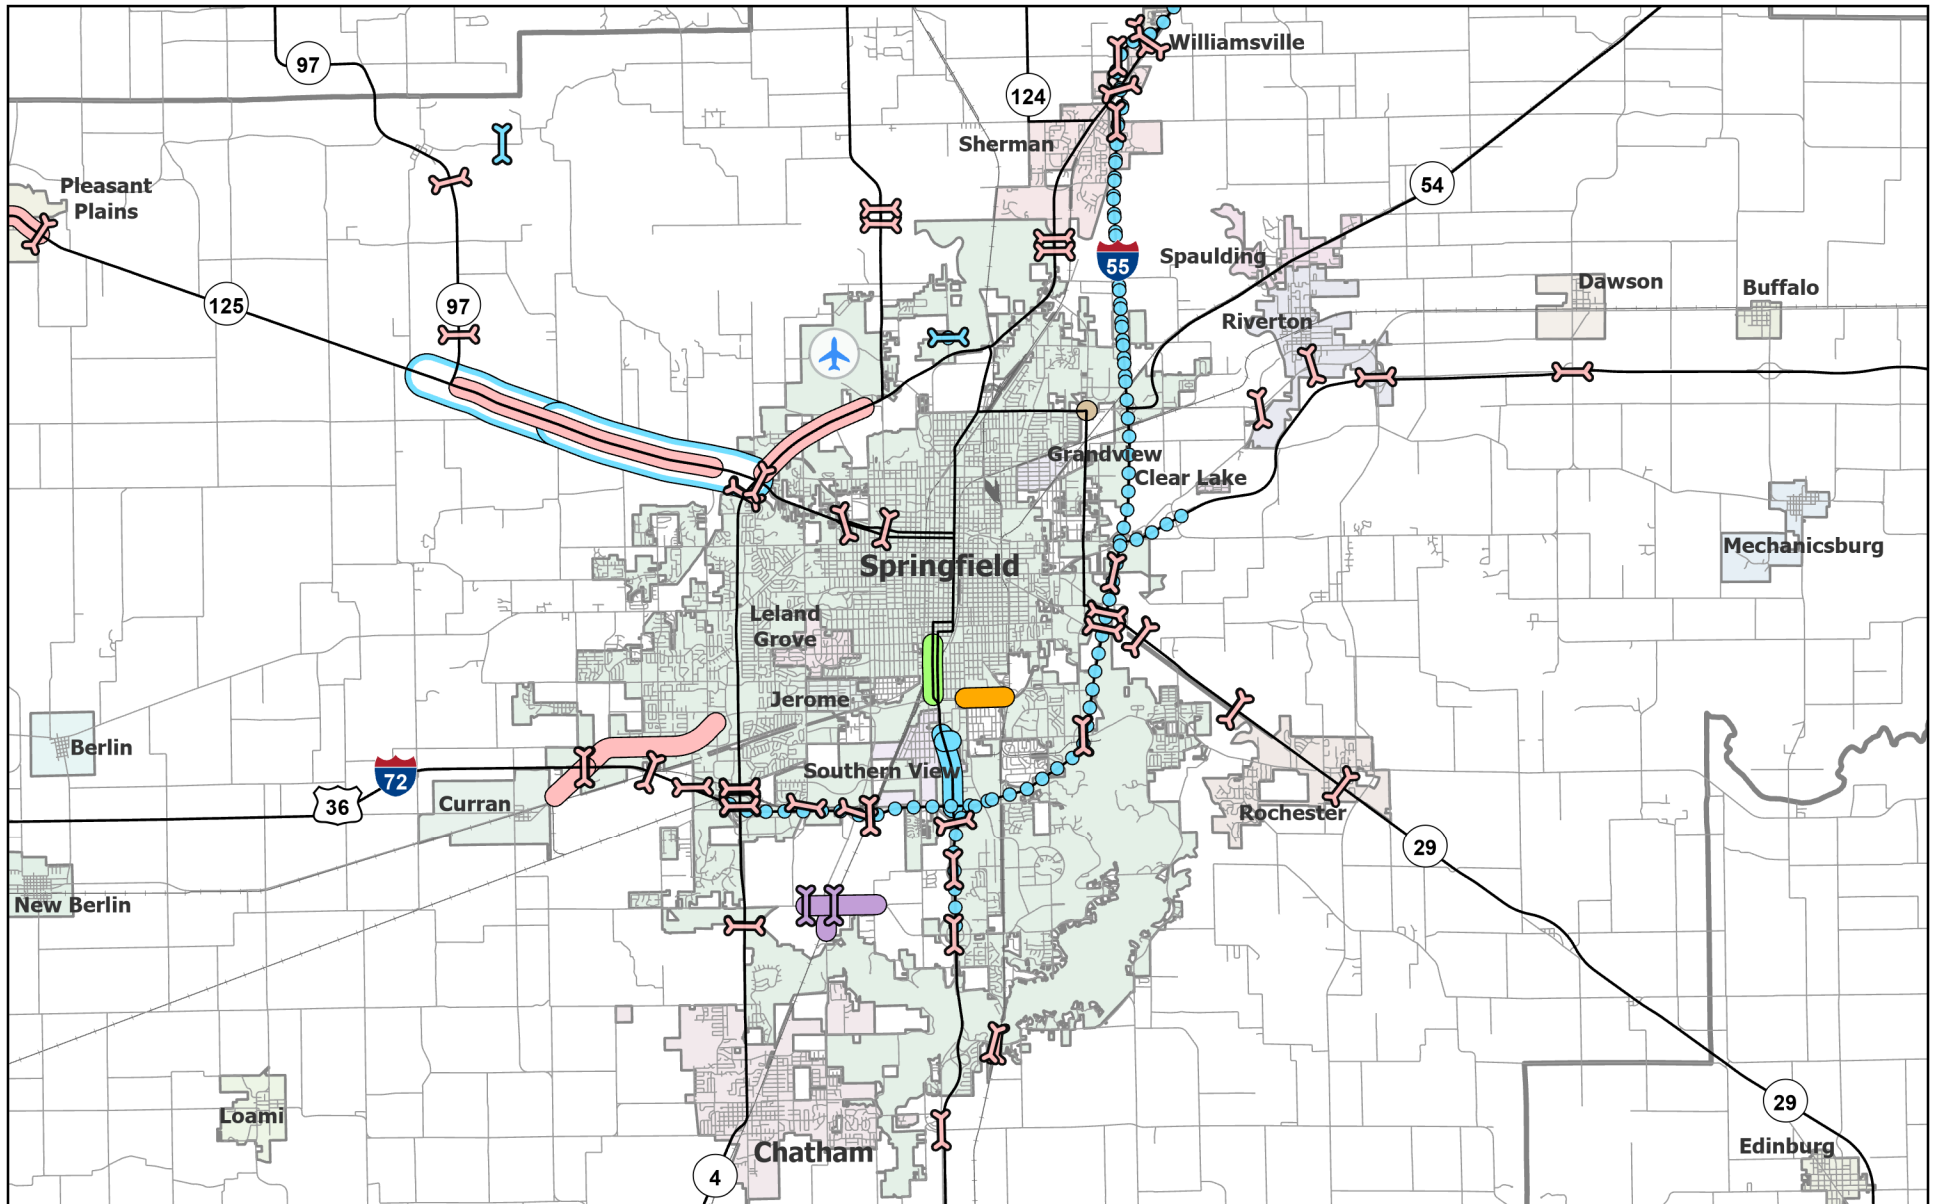 Williamsville
97
124
Sherman
Pleasant
Plains
54
Spaulding
55
Dawson
Buffalo
125
97
Riverton
Grandview
Clear Lake
Mechanicsburg
Springfield
Leland
Grove
Jerome
Berlin
72
Southern View
36
Curran
Rochester
29
New Berlin
Loami
29
Edinburg
Chatham
4